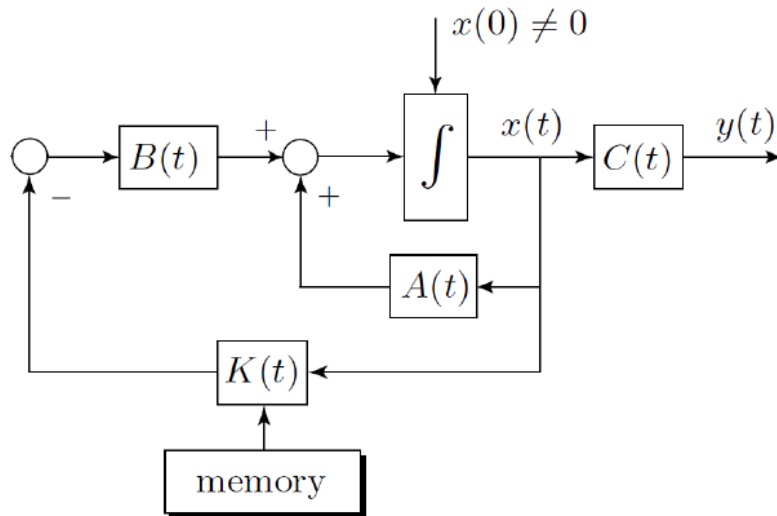 x(0) ≠ 0
x(t)
y(t)
+
B(t)
∫
C(t)
−
+
A(t)
K(t)
memory